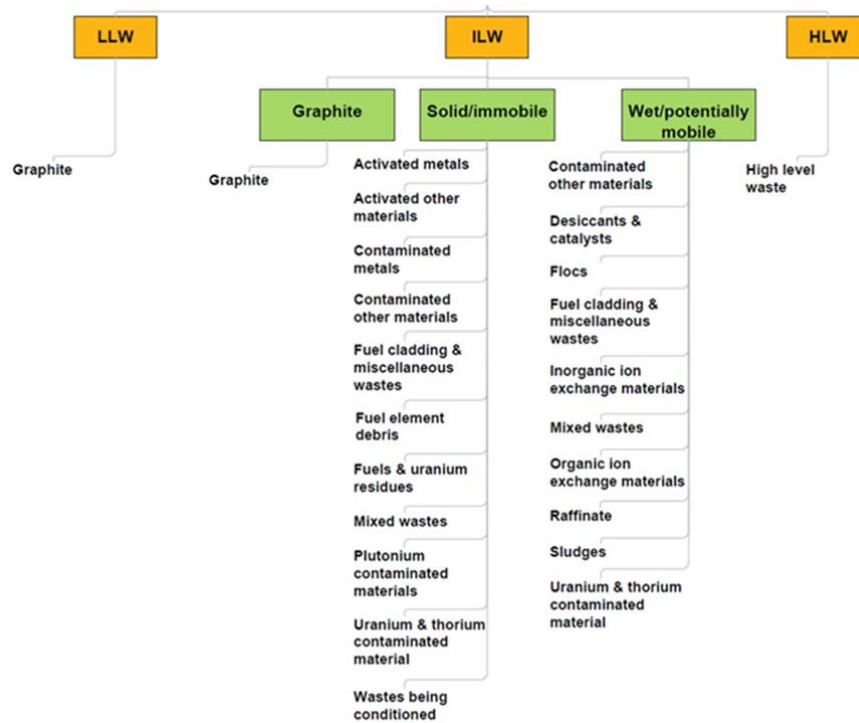 LLW
ILW
HLW
Graphite
Solid/immobile
Wet/potentially
mobile
Graphite
Graphite
Activated metals
Activated other
materials
Contaminated
metals
Contaminated
other materials
Fuel cladding &
miscellaneous
wastes
Fuel element
debris
Fuels & uranium
residues
Mixed wastes
Plutonium
contaminated
materials
Uranium & thorium
contaminated
material
Wastes being
conditioned
Contaminated
other materials
Desiccants &
catalysts
Flocs
Fuel cladding &
miscellaneous
wastes
Inorganic ion
exchange materials
Mixed wastes
Organic ion
exchange materials
Raffinate
Sludges
Uranium & thorium
contaminated
material
High level
waste